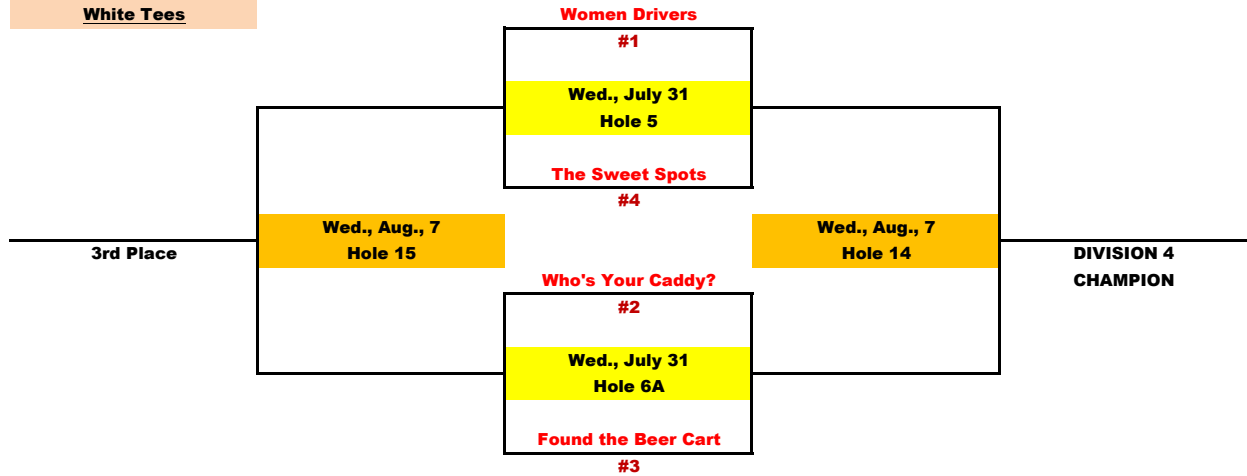 White Tees
Women Drivers
#1
Wed., July 31
Hole 5
The Sweet Spots
#4
Wed., Aug., 7
Hole 15
Wed., Aug., 7
Hole 14
3rd Place
DIVISION 4
CHAMPION
Who's Your Caddy?
#2
Wed., July 31
Hole 6A
Found the Beer Cart
#3